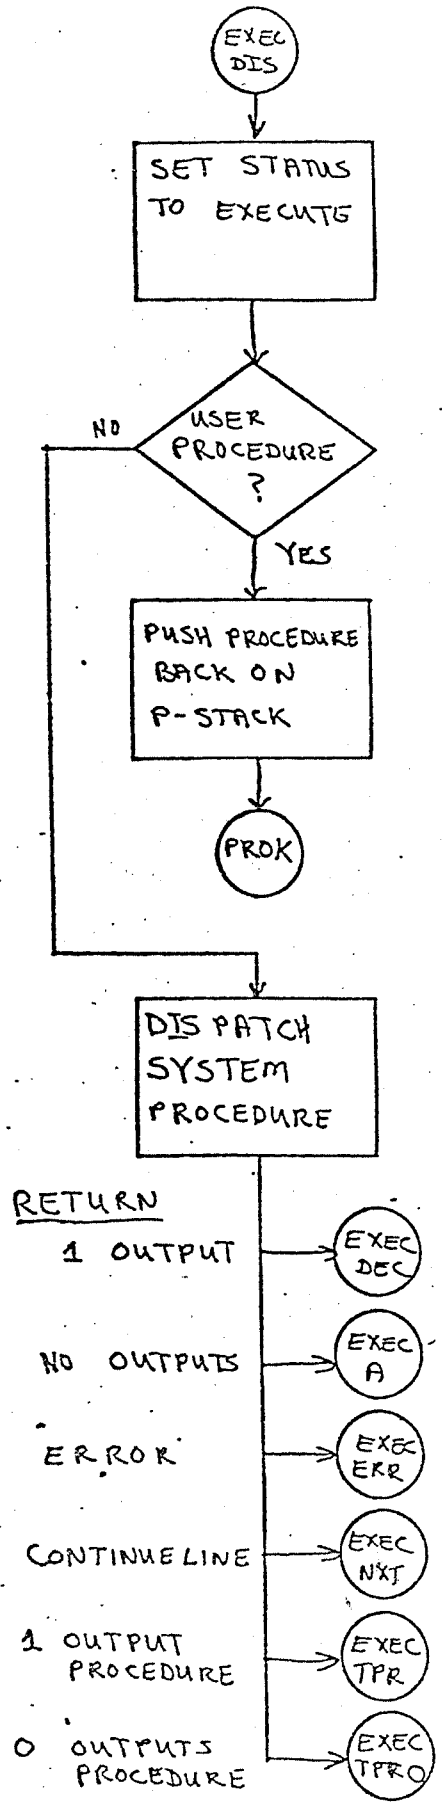 EXEC
DIS
SET STATUS
TO EXECUTE
NO
USER
PROCEDURE
?
YES
PUSH PROCEDURE
BACK ON
P-STACK
PROK
DISPATCH
SYSTEM
PROCEDURE
RETURN
1 OUTPUT
EXEC
DEC
NO OUTPUTS
EXEC
A
ERROR
EXEC
ERR
CONTINUE LINE
EXEC
NXT
1 OUTPUT
PROCEDURE
EXEC
TPR
0 OUTPUTS
PROCEDURE
EXEC
TPRO